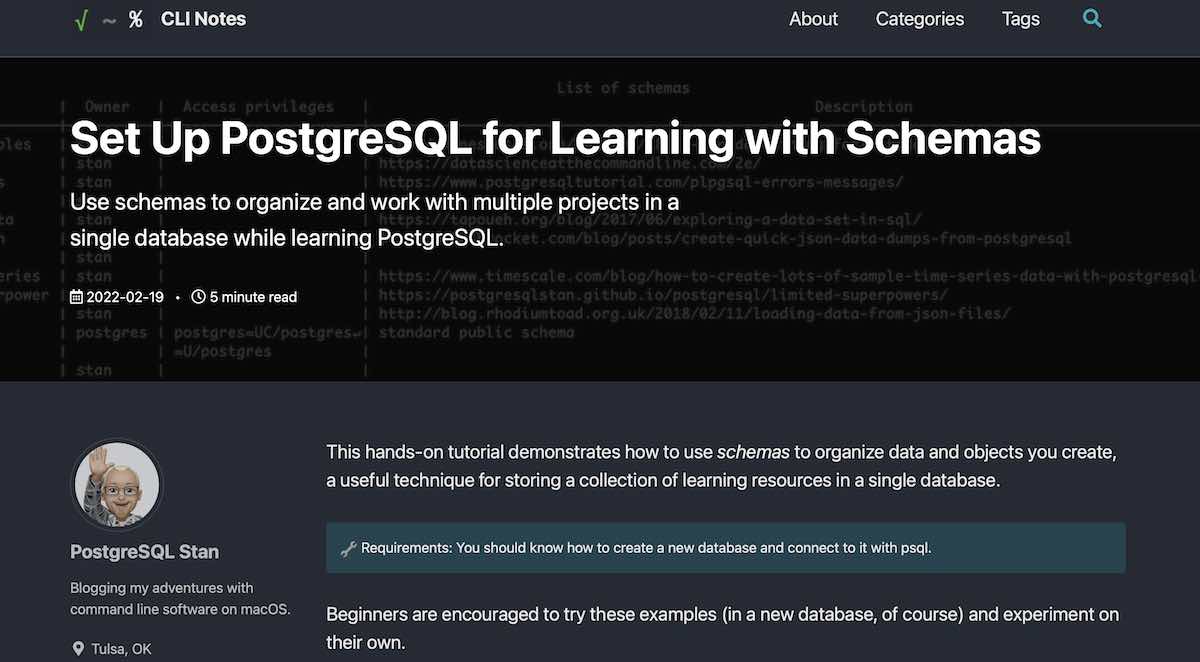 √ ~ % CLI Notes
About Categories Tags
List of schemas
| Owner | Access privileges | Description
Set Up PostgreSQL for Learning with Schemas
| stan | | https://datascienceatthecommandline.com/2e/
| stan | | https://www.postgresqltutorial.com/plpgsql-errors-messages/
Use schemas to organize and work with multiple projects in a
| stan | | https://tapoueh.org/blog/2017/06/exploring-a-data-set-in-sql/
single database while learning PostgreSQL.
cket.com/blog/posts/create-quick-json-data-dumps-from-postgresql
| stan
eries | stan | | https://www.timescale.com/blog/how-to-create-lots-of-sample-time-series-data-with-postgresql
power https://postgresqlstan.github.io/postgresql/limited-superpowers/
2022-02-19 • 5 minute read
| stan | | http://blog.rhodiumtoad.org.uk/2018/02/11/loading-data-from-json-files/
| postgres | postgres=UC/postgres↵| standard public schema
| | =U/postgres |
| stan | |
This hands-on tutorial demonstrates how to use schemas to organize data and objects you create,
a useful technique for storing a collection of learning resources in a single database.
Requirements: You should know how to create a new database and connect to it with psql.
Beginners are encouraged to try these examples (in a new database, of course) and experiment on
their own.
PostgreSQL Stan
Blogging my adventures with
command line software on macOS.
Tulsa, OK